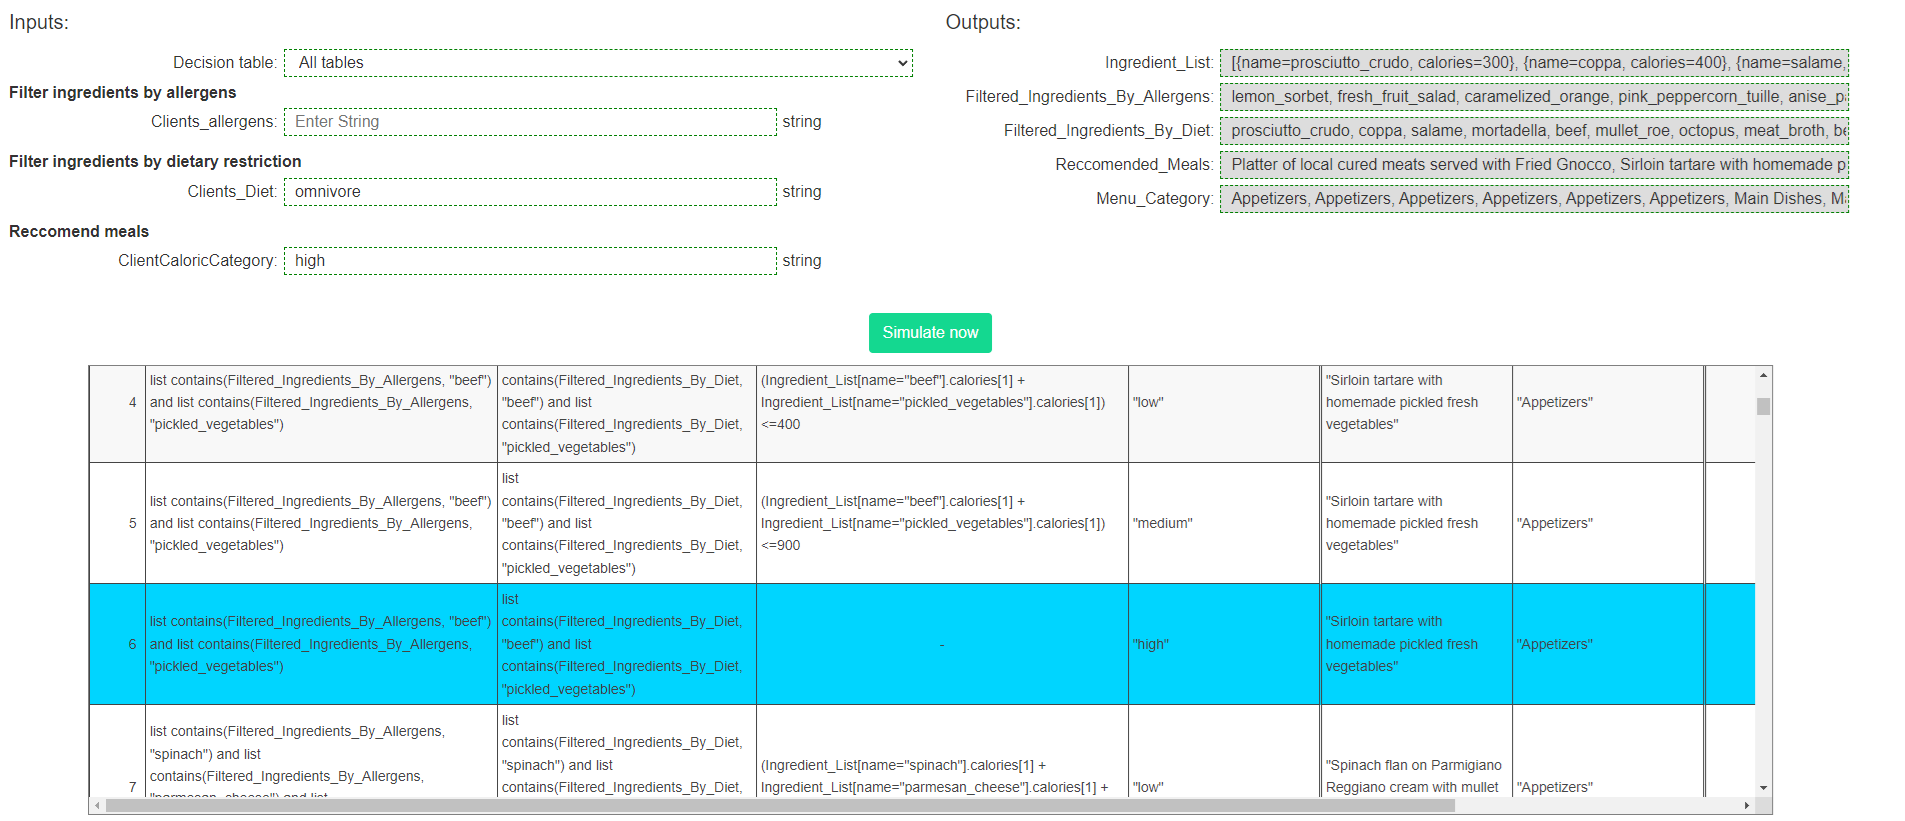 Inputs:
Outputs:
Decision table: All tables
Filter ingredients by allergens
Clients_allergens: Enter String string
Filter ingredients by dietary restriction
Clients_Diet: omnivore string
Reccomend meals
ClientCaloricCategory: high string
Ingredient_List: [{name=prosciutto_crudo, calories=300}, {name=coppa, calories=400}, {name=salame,
Filtered_Ingredients_By_Allergens: lemon_sorbet, fresh_fruit_salad, caramelized_orange, pink_peppercorn_tuille, anise_pa
Filtered_Ingredients_By_Diet: prosciutto_crudo, coppa, salame, mortadella, beef, mullet_roe, octopus, meat_broth, be
Reccomended_Meals: Platter of local cured meats served with Fried Gnocco, Sirloin tartare with homemade p
Menu_Category: Appetizers, Appetizers, Appetizers, Appetizers, Appetizers, Appetizers, Main Dishes, M
Simulate now
4
list contains(Filtered_Ingredients_By_Allergens, "beef")
and list contains(Filtered_Ingredients_By_Allergens,
"pickled_vegetables")
contains(Filtered_Ingredients_By_Diet,
"beef") and list
contains(Filtered_Ingredients_By_Diet,
"pickled_vegetables")
(Ingredient_List[name="beef"].calories[1] +
Ingredient_List[name="pickled_vegetables"].calories[1])
<=400
"low"
"Sirloin tartare with
homemade pickled fresh
vegetables"
"Appetizers"
5
list contains(Filtered_Ingredients_By_Allergens, "beef")
and list contains(Filtered_Ingredients_By_Allergens,
"pickled_vegetables")
list
contains(Filtered_Ingredients_By_Diet,
"beef") and list
contains(Filtered_Ingredients_By_Diet,
"pickled_vegetables")
(Ingredient_List[name="beef"].calories[1] +
Ingredient_List[name="pickled_vegetables"].calories[1])
<=900
"medium"
"Sirloin tartare with
homemade pickled fresh
vegetables"
"Appetizers"
6
list contains(Filtered_Ingredients_By_Allergens, "beef")
and list contains(Filtered_Ingredients_By_Allergens,
"pickled_vegetables")
list
contains(Filtered_Ingredients_By_Diet,
"beef") and list
contains(Filtered_Ingredients_By_Diet,
"pickled_vegetables")
-
"high"
"Sirloin tartare with
homemade pickled fresh
vegetables"
"Appetizers"
7
list contains(Filtered_Ingredients_By_Allergens,
"spinach") and list
contains(Filtered_Ingredients_By_Allergens,
"parmesan_cheese") and list
list
contains(Filtered_Ingredients_By_Diet,
"spinach") and list
contains(Filtered_Ingredients_By_Diet,
(Ingredient_List[name="spinach"].calories[1] +
Ingredient_List[name="parmesan_cheese"].calories[1] +
"low"
"Spinach flan on Parmigiano
Reggiano cream with mullet
"Appetizers"